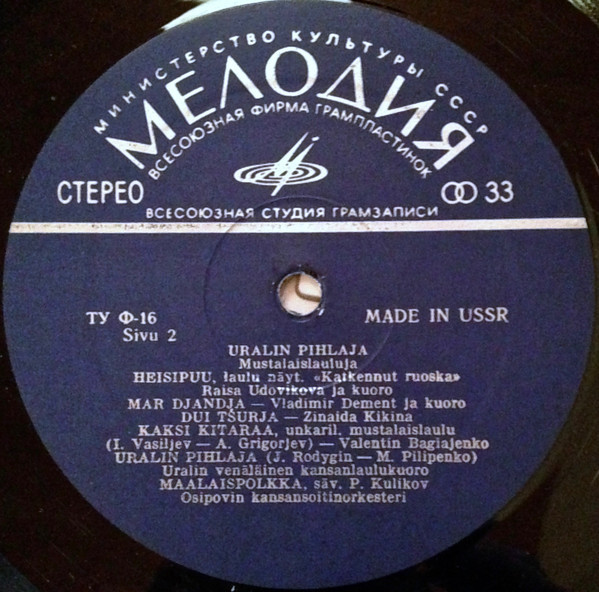 МИНИСТЕРСТВО КУЛЬТУРЫ СССР
МЕЛОДИЯ
ВСЕСОЮЗНАЯ ФИРМА ГРАМПЛАСТИНОК
СТЕРЕО
33
ВСЕСОЮЗНАЯ СТУДИЯ ГРАМЗАПИСИ
ТУ Ф-16
MADE IN USSR
Sivu 2
URALIN PIHLAJA
Mustalaislauluja
HEISIPUU, laulu näyt. «Katkennut ruoska»
Raisa Udovikova ja kuoro
MAR DJANDJA — Vladimir Dement ja kuoro
DUI TŠURJA — Zinaida Kikina
KAKSI KITARAA, unkaril. mustalaislaulu
(I. Vasiljev — A. Grigorjev) — Valentin Baglajenko
URALIN PIHLAJA (J. Rodygin — M. Pilipenko)
Uralin venäläinen kansanlaulukuoro
MAALAISPOLKKA, säv. P. Kulikov
Osipovin kansansoitinorkesteri